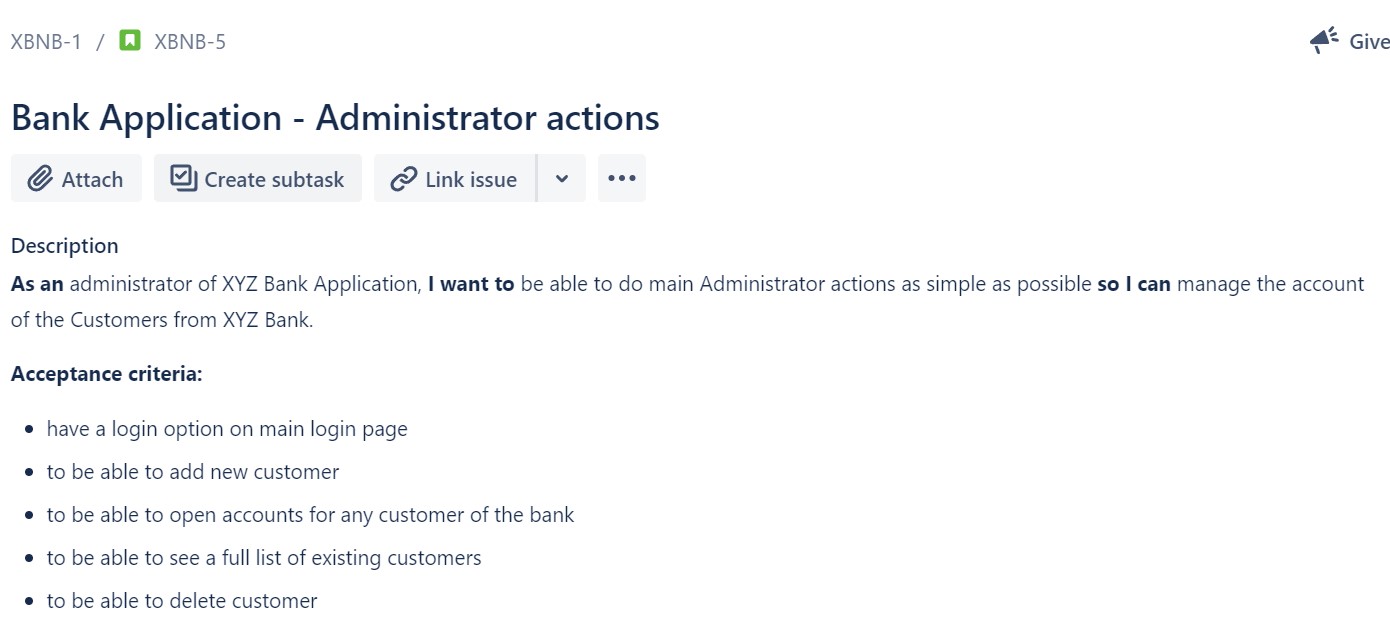 XBNB-1 / XBNB-5
Give
Bank Application - Administrator actions
Attach
Create subtask
Link issue
Description
As an administrator of XYZ Bank Application, I want to be able to do main Administrator actions as simple as possible so I can manage the account
of the Customers from XYZ Bank.
Acceptance criteria:
• have a login option on main login page
• to be able to add new customer
• to be able to open accounts for any customer of the bank
• to be able to see a full list of existing customers
• to be able to delete customer